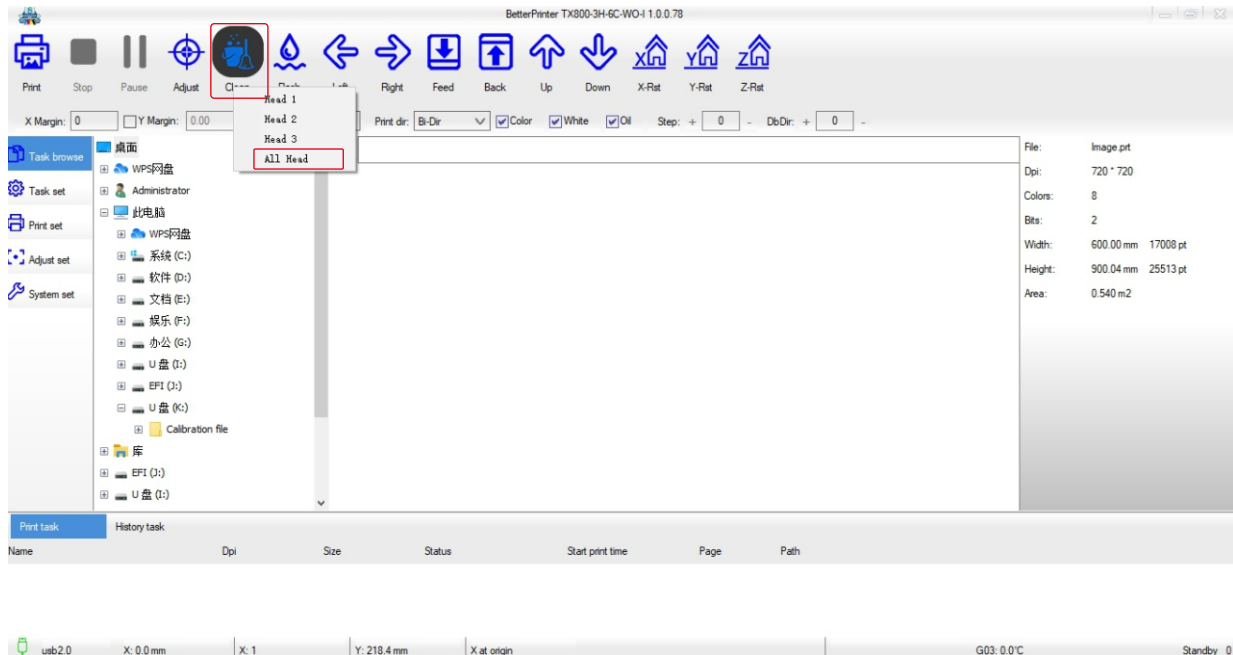 BetterPrinter TX800-3H-6C-WO-I 1.0.0.78
Print Stop Pause Adjust Clean Flash Left Right Feed Back Up Down X-Rst Y-Rst Z-Rst
X Margin: 0 Y Margin: 0.00 Print dir: Bi-Dir Color White Oil Step: + 0 - DbDir: + 0 -
Head 1
Head 2
Head 3
All Head
Task browse
Task set
Print set
Adjust set
System set
桌面
WPS网盘
Administrator
此电脑
WPS网盘
系统 (C:)
软件 (D:)
文档 (E:)
娱乐 (F:)
办公 (G:)
U 盘 (I:)
EFI (J:)
U 盘 (K:)
Calibration file
库
EFI (J:)
U 盘 (I:)
File: Image.prt
Dpi: 720 * 720
Colors: 8
Bits: 2
Width: 600.00 mm 17008 pt
Height: 900.04 mm 25513 pt
Area: 0.540 m2
Print task History task
Name Dpi Size Status Start print time Page Path
usb2.0 X: 0.0 mm X: 1 Y: 218.4 mm X at origin G03: 0.0°C Standby 0